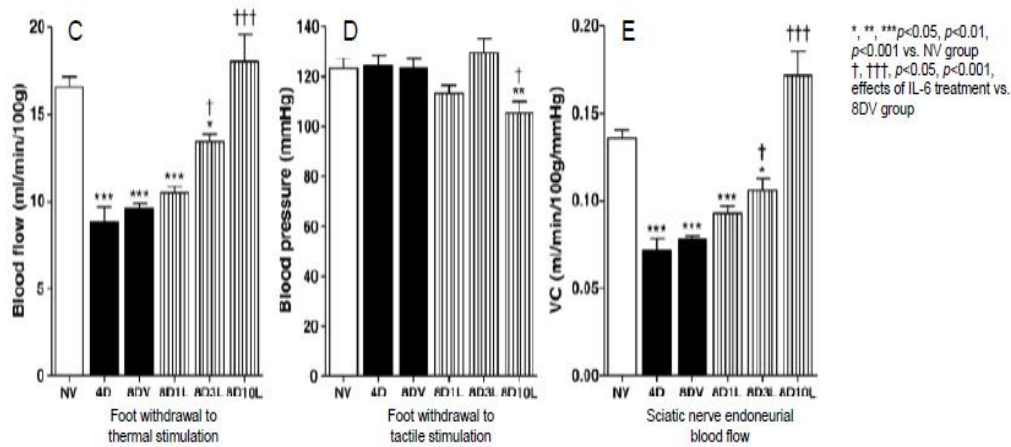 C
Blood flow (ml/min/100g)
20
15
10
5
0
***
***
***
†
*
†††
NV
4D
8DV
8D1L
8D3L
8D10L
Foot withdrawal to
thermal stimulation
D
Blood pressure (mmHg)
140
120
100
80
60
40
20
0
†
**
NV
4D
8DV
8D1L
8D3L
8D10L
Foot withdrawal to
tactile stimulation
E
VC (ml/min/100g/mmHg)
0.20
0.15
0.10
0.05
0.00
***
***
***
†
*
†††
NV
4D
8DV
8D1L
8D3L
8D10L
Sciatic nerve endoneurial
blood flow
*, **, ***p<0.05, p<0.01,
p<0.001 vs. NV group
†, †††, p<0.05, p<0.001,
effects of IL-6 treatment vs.
8DV group